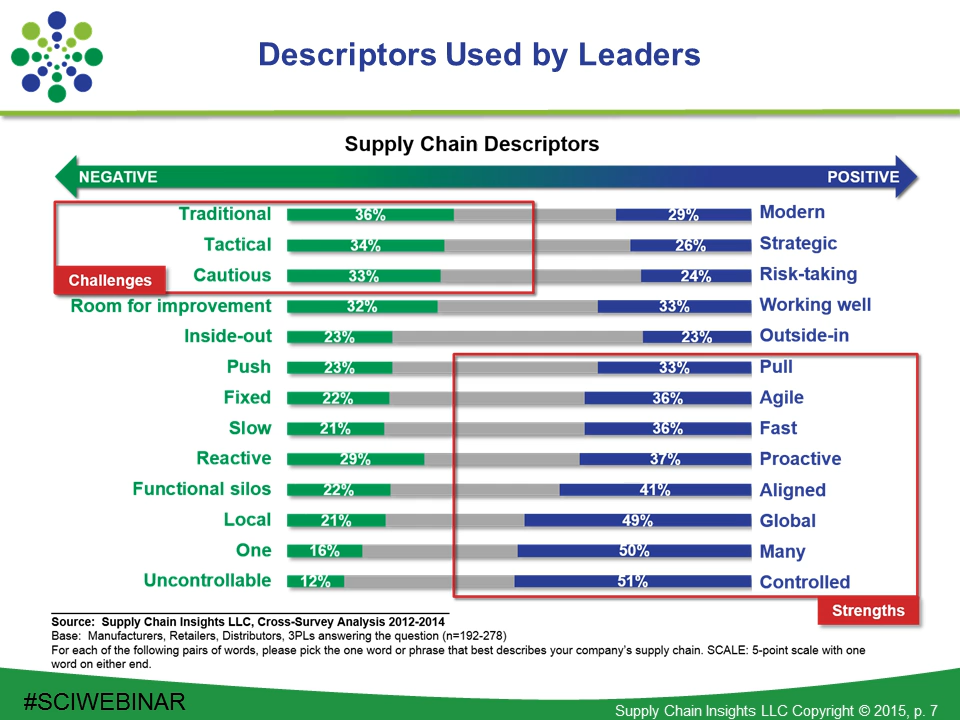 Descriptors Used by Leaders
Supply Chain Descriptors
NEGATIVE POSITIVE
Traditional 36% 29% Modern
Tactical 34% 26% Strategic
Challenges
Cautious 33% 24% Risk-taking
Room for improvement 32% 33% Working well
Inside-out 23% 23% Outside-in
Push 23% 33% Pull
Fixed 22% 36% Agile
Slow 21% 36% Fast
Reactive 29% 37% Proactive
Functional silos 22% 41% Aligned
Local 21% 49% Global
One 16% 50% Many
Uncontrollable 12% 51% Controlled
Strengths
Source: Supply Chain Insights LLC, Cross-Survey Analysis 2012-2014
Base: Manufacturers, Retailers, Distributors, 3PLs answering the question (n=192-278)
For each of the following pairs of words, please pick the one word or phrase that best describes your company's supply chain. SCALE: 5-point scale with one
word on either end.
#SCIWEBINAR
Supply Chain Insights LLC Copyright © 2015, p. 7